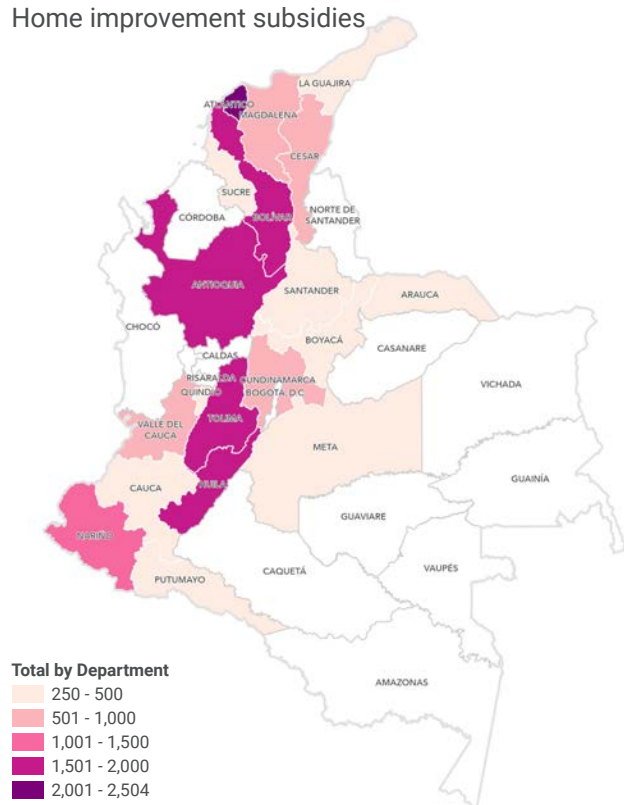 Home improvement subsidies
LA GUAJIRA
ATLÁNTICO
MAGDALENA
CESAR
SUCRE
CÓRDOBA
BOLÍVAR
NORTE DE
SANTANDER
ANTIOQUIA
SANTANDER
ARAUCA
CHOCÓ
BOYACÁ
CASANARE
CALDAS
VICHADA
RISARALDA
CUNDINAMARCA
QUINDÍO
BOGOTÁ, D.C
TOLIMA
VALLE DEL
CAUCA
META
GUAINÍA
CAUCA
HUILA
GUAVIARE
NARIÑO
VAUPÉS
CAQUETÁ
PUTUMAYO
AMAZONAS
Total by Department
250 - 500
501 - 1,000
1,001 - 1,500
1,501 - 2,000
2,001 - 2,504